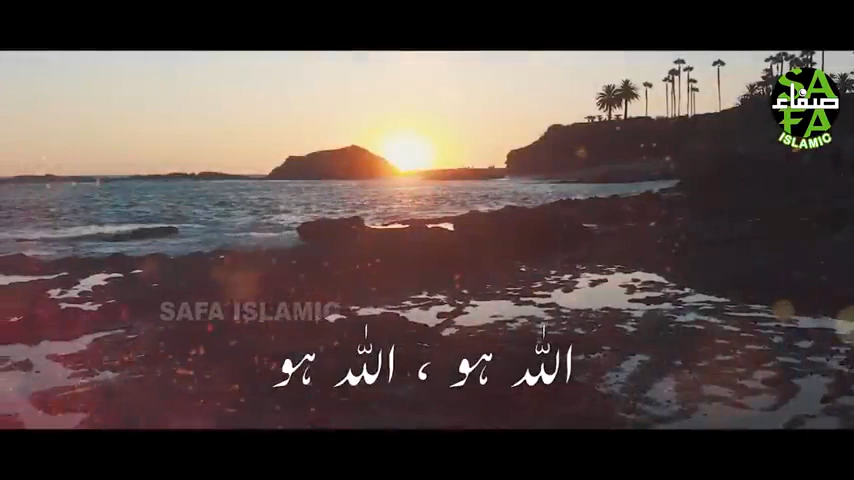 SAFA
صفاء
ISLAMIC
SAFA ISLAMIC
اللہ ہو ، اللہ ہو